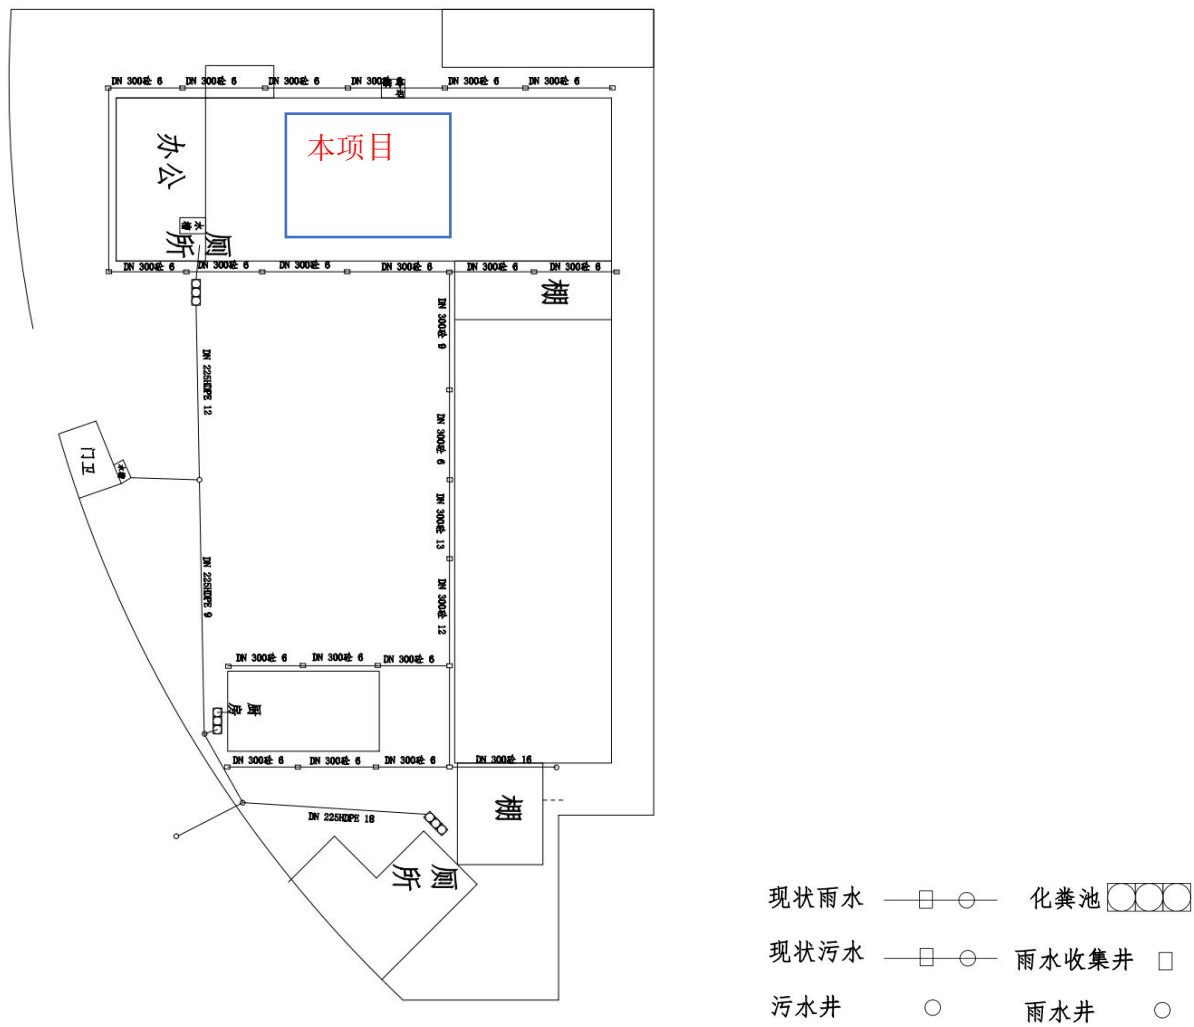 DN 300砼 6 DN 300砼 6 DN 300砼 6 DN 300砼 6 DN 300砼 6 DN 300砼 6
办公
本项目
水槽
厕所
DN 300砼 6 DN 300砼 6 DN 300砼 6 DN 300砼 6 DN 300砼 6 DN 300砼 6
棚
DN 300砼 9
DN 225HDPE 12
DN 300砼 6
门卫
水槽
DN 300砼 13
DN 225HDPE 9
DN 300砼 12
DN 300砼 6 DN 300砼 6 DN 300砼 6
厨房
DN 300砼 6 DN 300砼 6 DN 300砼 6 DN 300砼 16
棚
DN 225HDPE 18
厕所
现状雨水
化粪池
现状污水
雨水收集井
污水井
雨水井